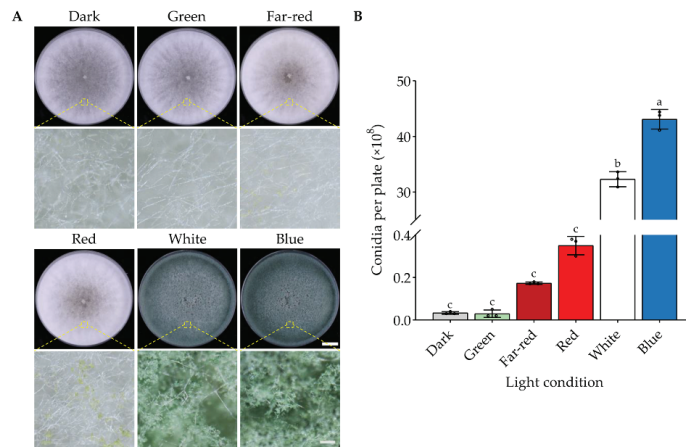 A
Dark Green Far-red
Red White Blue
B
Conidia per plate (×10⁸)
50
40
30
0.4
0.2
0.0
c c c c b a
Dark Green Far-red Red White Blue
Light condition